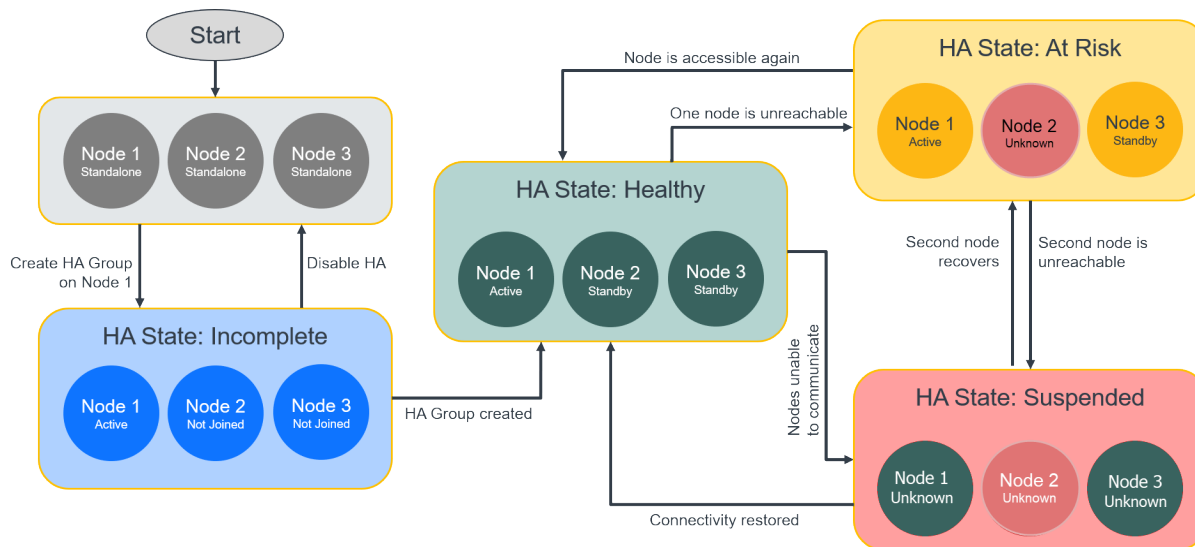 Start
Node 1
Standalone
Node 2
Standalone
Node 3
Standalone
Create HA Group
on Node 1
Disable HA
HA State: Incomplete
Node 1
Active
Node 2
Not Joined
Node 3
Not Joined
HA Group created
HA State: Healthy
Node 1
Active
Node 2
Standby
Node 3
Standby
Node is accessible again
One node is unreachable
HA State: At Risk
Node 1
Active
Node 2
Unknown
Node 3
Standby
Second node
recovers
Second node is
unreachable
Nodes unable
to communicate
HA State: Suspended
Node 1
Unknown
Node 2
Unknown
Node 3
Unknown
Connectivity restored